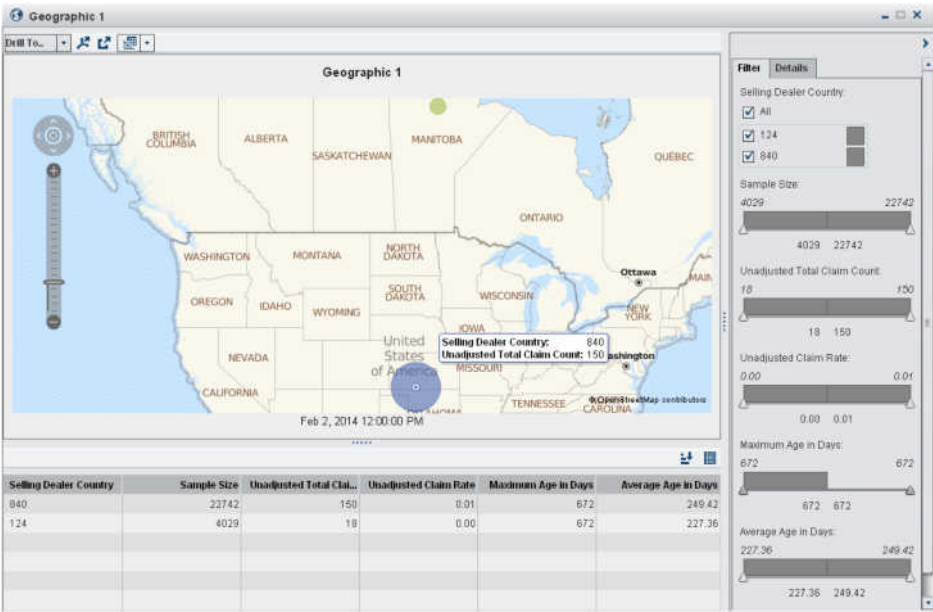 Geographic 1
Drill To...
Geographic 1
BRITISH COLUMBIA
ALBERTA
MANITOBA
SASKATCHEWAN
QUÉBEC
ONTARIO
WASHINGTON
MONTANA
NORTH DAKOTA
Ottawa
MAIN
OREGON
IDAHO
WYOMING
SOUTH DAKOTA
WISCONSIN
NEW YORK
IOWA
United States of America
Selling Dealer Country: 840
Unadjusted Total Claim Count: 150
ashington
NEVADA
MISSOURI
CALIFORNIA
OKLAHOMA
TENNESSEE
CAROLINA
© OpenStreetMap contributors
Feb 2, 2014 12:00:00 PM
Selling Dealer Country Sample Size Unadjusted Total Clai... Unadjusted Claim Rate Maximum Age in Days Average Age in Days
840 22742 150 0.01 672 249.42
124 4029 18 0.00 672 227.36
Filter Details
Selling Dealer Country:
All
124
840
Sample Size:
4029 22742
4029 22742
Unadjusted Total Claim Count:
18 150
18 150
Unadjusted Claim Rate:
0.00 0.01
0.00 0.01
Maximum Age in Days:
672 672
672 672
Average Age in Days:
227.36 249.42
227.36 249.42